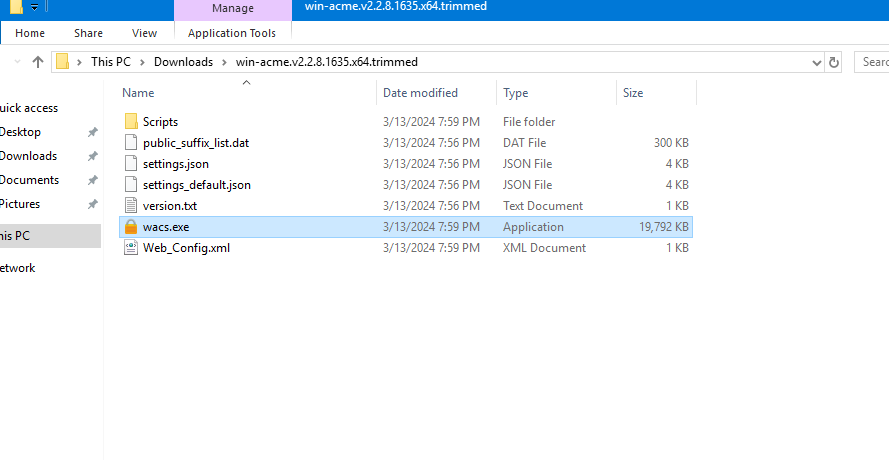 Manage win-acme.v2.2.8.1635.x64.trimmed
Home Share View Application Tools
This PC > Downloads > win-acme.v2.2.8.1635.x64.trimmed Searc
Name Date modified Type Size
uick access
Desktop
Downloads
Documents
Pictures
his PC
etwork
Scripts 3/13/2024 7:59 PM File folder
public_suffix_list.dat 3/13/2024 7:56 PM DAT File 300 KB
settings.json 3/13/2024 7:56 PM JSON File 4 KB
settings_default.json 3/13/2024 7:56 PM JSON File 4 KB
version.txt 3/13/2024 7:56 PM Text Document 1 KB
wacs.exe 3/13/2024 7:59 PM Application 19,792 KB
Web_Config.xml 3/13/2024 7:59 PM XML Document 1 KB